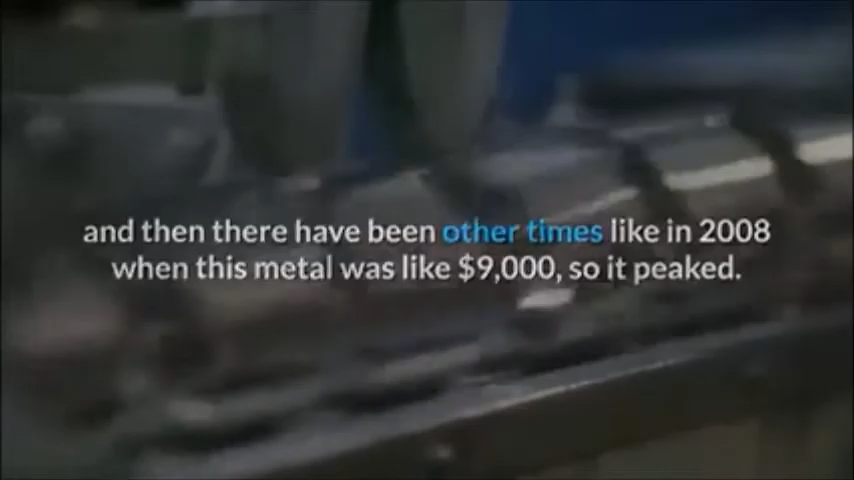 and then there have been other times like in 2008
when this metal was like $9,000, so it peaked.